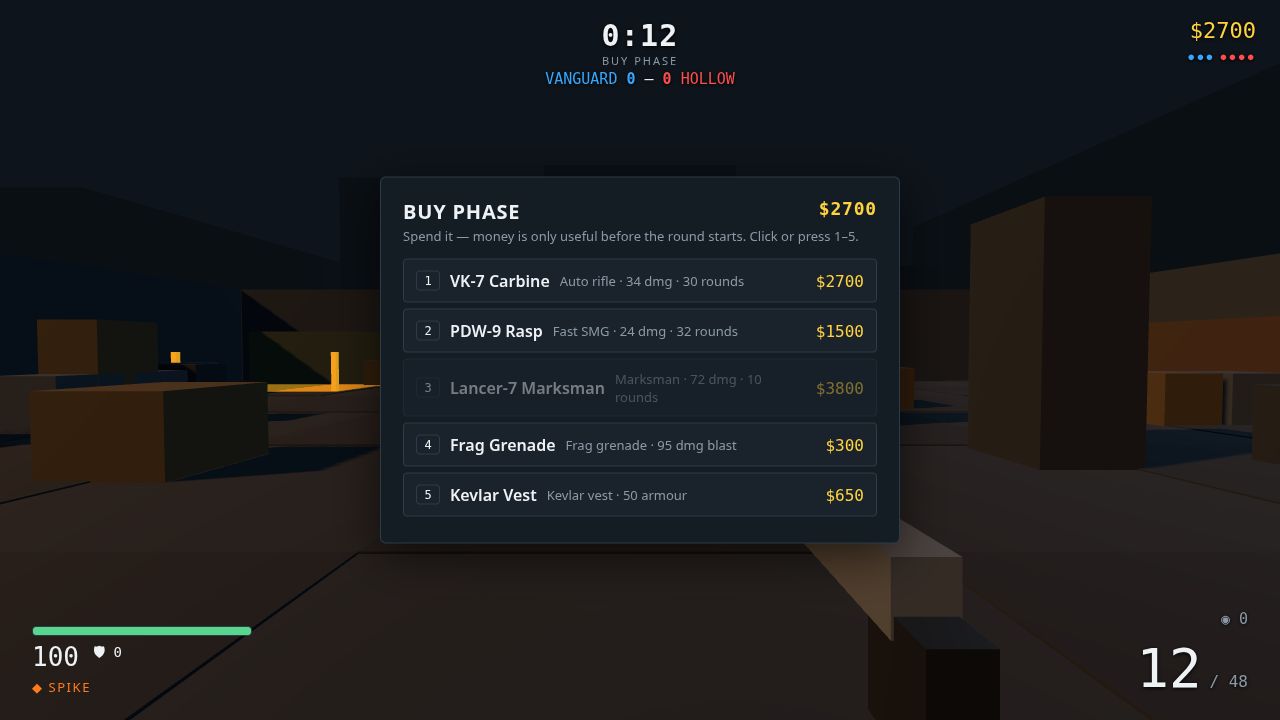 0:12
BUY PHASE
VANGUARD 0 — 0 HOLLOW
$2700
BUY PHASE
$2700
Spend it — money is only useful before the round starts. Click or press 1–5.
1 VK-7 Carbine Auto rifle · 34 dmg · 30 rounds $2700
2 PDW-9 Rasp Fast SMG · 24 dmg · 32 rounds $1500
3 Lancer-7 Marksman Marksman · 72 dmg · 10 rounds $3800
4 Frag Grenade Frag grenade · 95 dmg blast $300
5 Kevlar Vest Kevlar vest · 50 armour $650
100 0
SPIKE
0
12 / 48